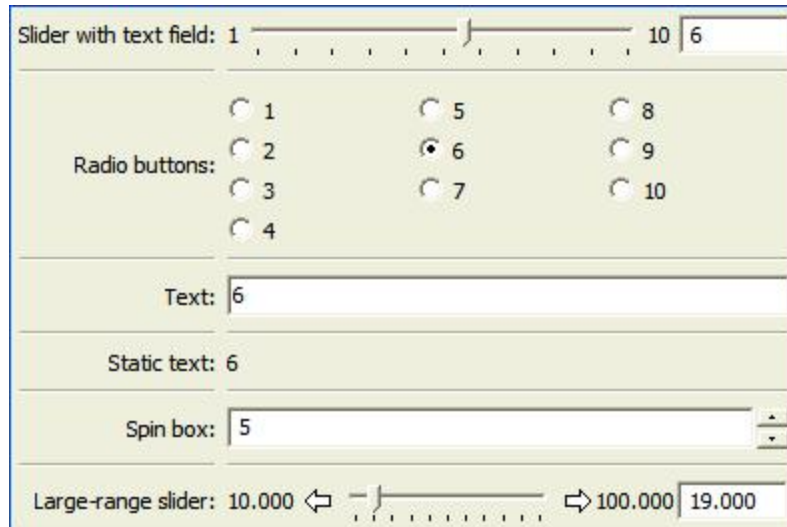 Slider with text field: 1 10 6
1 5 8
Radio buttons: 2 6 9
3 7 10
4
Text: 6
Static text: 6
Spin box: 5
Large-range slider: 10.000 100.000 19.000